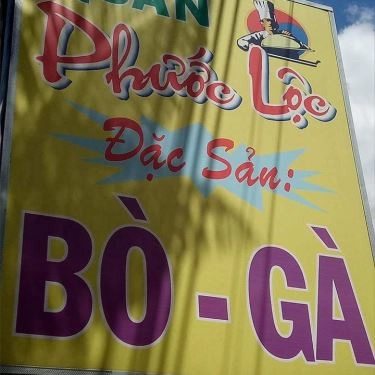 Phước Lộc
Đặc Sản:
BÒ - GÀ